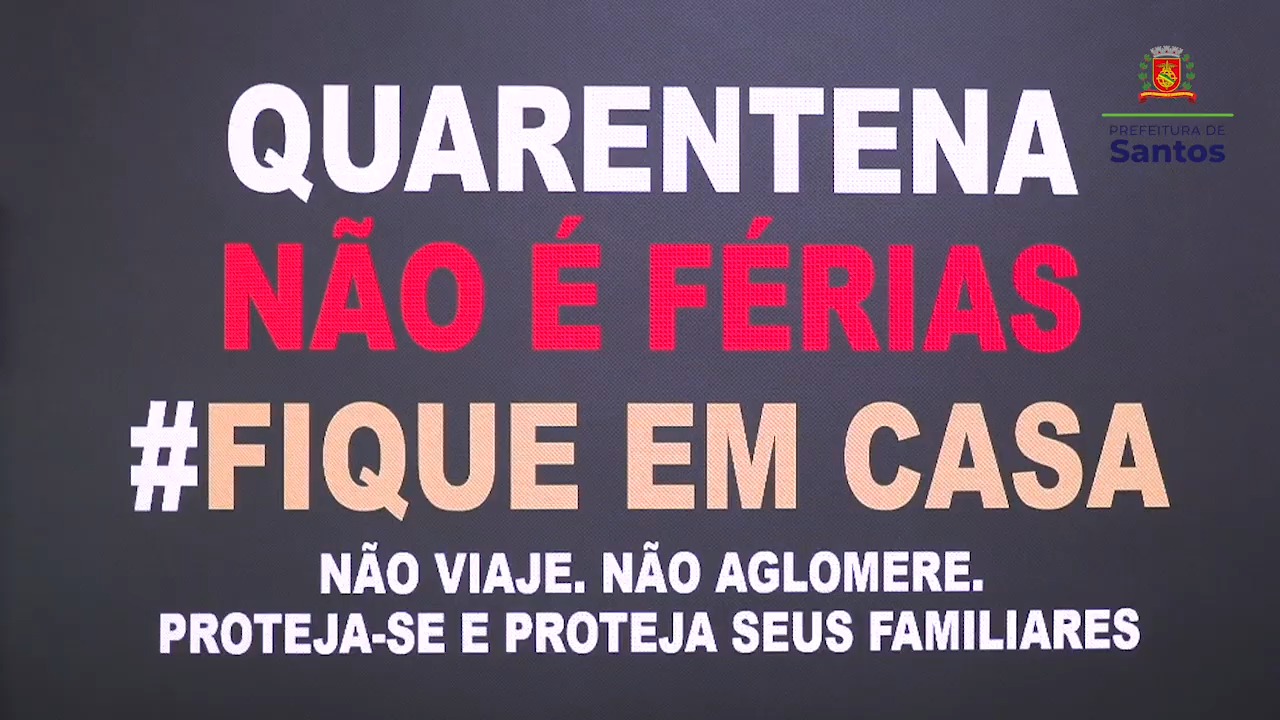 QUARENTENA
NÃO É FÉRIAS
#FIQUE EM CASA
NÃO VIAJE. NÃO AGLOMERE.
PROTEJA-SE E PROTEJA SEUS FAMILIARES
PREFEITURA DE
Santos